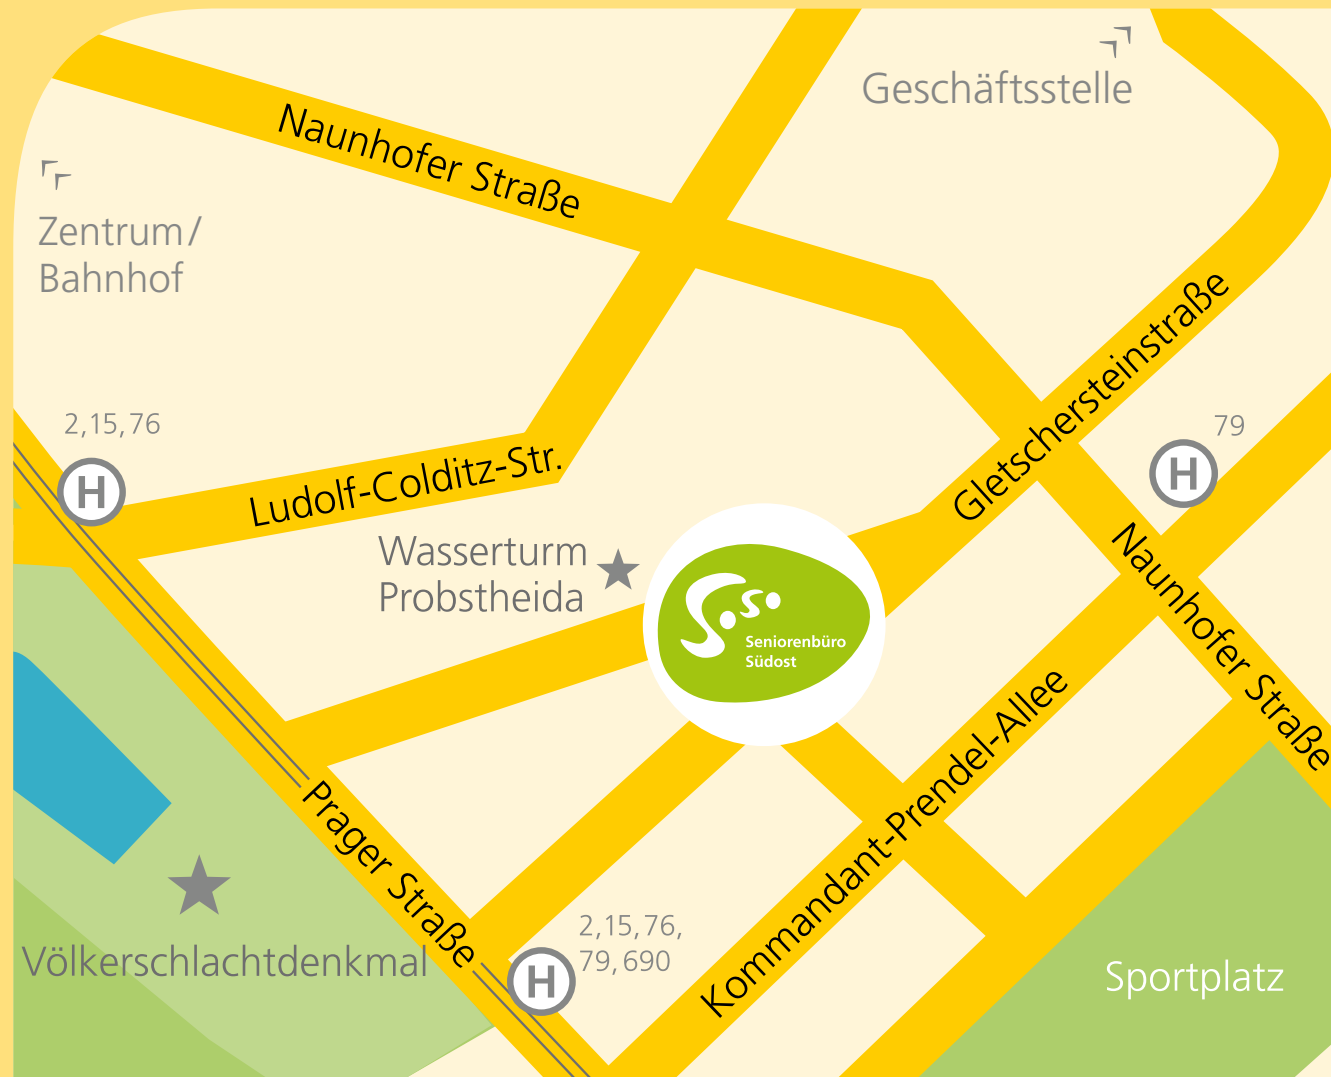 Geschäftsstelle
Naunhofer Straße
Zentrum/
Bahnhof
Gletschersteinstraße
2,15,76
H
79
H
Ludolf-Colditz-Str.
Wasserturm
Probstheida
Naunhofer Straße
Seniorenbüro
Südost
Kommandant-Prendel-Allee
Prager Straße
Völkerschlachtdenkmal
2,15,76,
79,690
H
Sportplatz